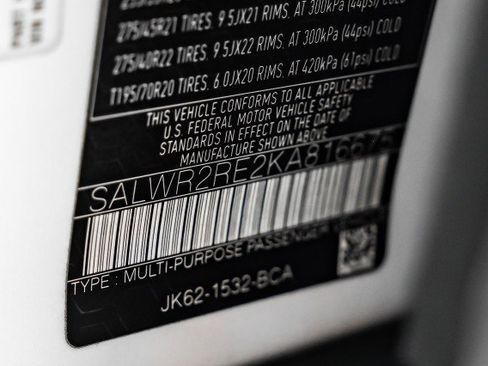 275/45R21 TIRES. 9.5JX21 RIMS. AT 300kPa (44psi) COLD
275/40R22 TIRES. 9.5JX22 RIMS. AT 300kPa (44psi) COLD
T195/70R20 TIRES. 6.0JX20 RIMS. AT 420kPa (61psi) COLD
THIS VEHICLE CONFORMS TO ALL APPLICABLE
U.S. FEDERAL MOTOR VEHICLE SAFETY
STANDARDS IN EFFECT ON THE DATE OF
MANUFACTURE SHOWN ABOVE
SALWR2RE2KA816675
TYPE : MULTI-PURPOSE PASSENGER
JK62-1532-BCA